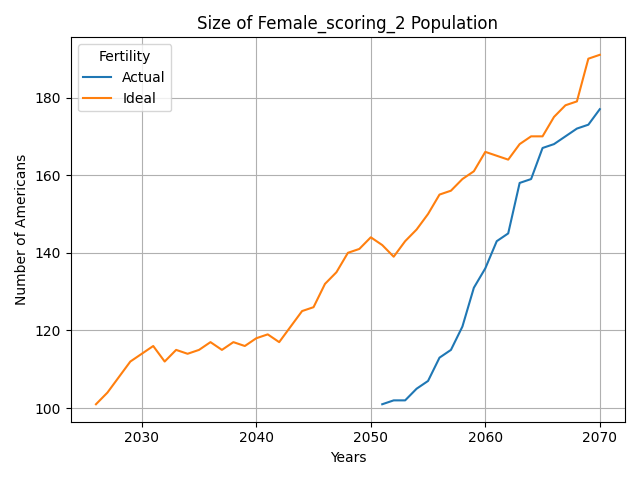 Size of Female_scoring_2 Population
Fertility
Actual
Ideal
Number of Americans
180
160
140
120
100
2030
2040
2050
2060
2070
Years